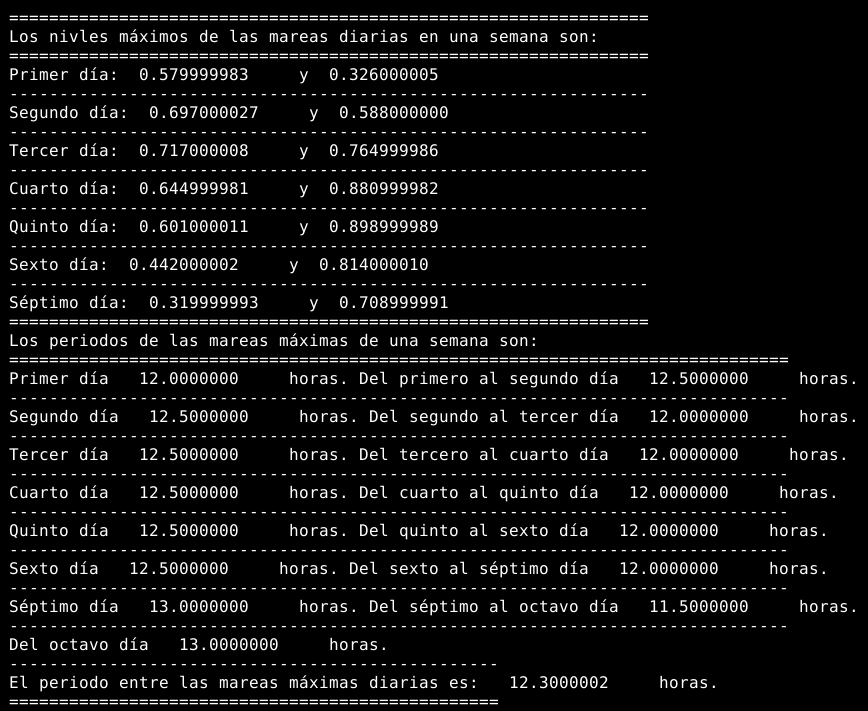 ================================================================
Los nivles máximos de las mareas diarias en una semana son:
================================================================
Primer día:  0.579999983     y  0.326000005
----------------------------------------------------------------
Segundo día:  0.697000027     y  0.588000000
----------------------------------------------------------------
Tercer día:  0.717000008     y  0.764999986
----------------------------------------------------------------
Cuarto día:  0.644999981     y  0.880999982
----------------------------------------------------------------
Quinto día:  0.601000011     y  0.898999989
----------------------------------------------------------------
Sexto día:  0.442000002     y  0.814000010
----------------------------------------------------------------
Séptimo día:  0.319999993     y  0.708999991
================================================================
Los periodos de las mareas máximas de una semana son:
==============================================================================
Primer día   12.0000000     horas. Del primero al segundo día   12.5000000     horas.
------------------------------------------------------------------------------
Segundo día   12.5000000     horas. Del segundo al tercer día   12.0000000     horas.
------------------------------------------------------------------------------
Tercer día   12.5000000     horas. Del tercero al cuarto día   12.0000000     horas.
------------------------------------------------------------------------------
Cuarto día   12.5000000     horas. Del cuarto al quinto día   12.0000000     horas.
------------------------------------------------------------------------------
Quinto día   12.5000000     horas. Del quinto al sexto día   12.0000000     horas.
------------------------------------------------------------------------------
Sexto día   12.5000000     horas. Del sexto al séptimo día   12.0000000     horas.
------------------------------------------------------------------------------
Séptimo día   13.0000000     horas. Del séptimo al octavo día   11.5000000     horas.
------------------------------------------------------------------------------
Del octavo día   13.0000000     horas.
-------------------------------------------------
El periodo entre las mareas máximas diarias es:   12.3000002     horas.
=================================================